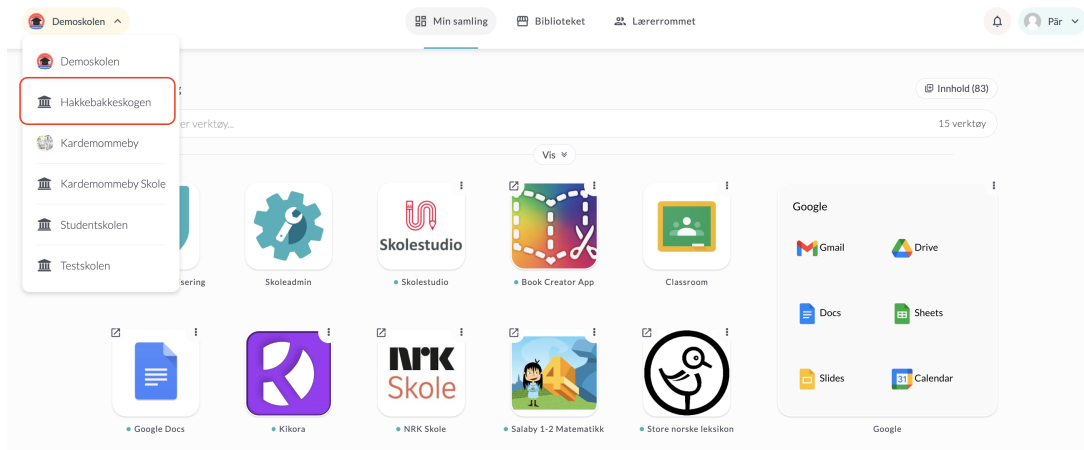 Demoskolen
Min samling
Biblioteket
Lærerrommet
Pär
Demoskolen
Hakkebakkeskogen
Kardemommeby
Kardemommeby Skole
Studentskolen
Testskolen
Innhold (83)
er verktøy...
15 verktøy
Vis
Skolestudio
sering
Skoleadmin
Skolestudio
Book Creator App
Classroom
Google
Gmail
Drive
Docs
Sheets
Slides
31
Calendar
Google
NRK
Skole
4
Google Docs
Kikora
NRK Skole
Salaby 1-2 Matematikk
Store norske leksikon